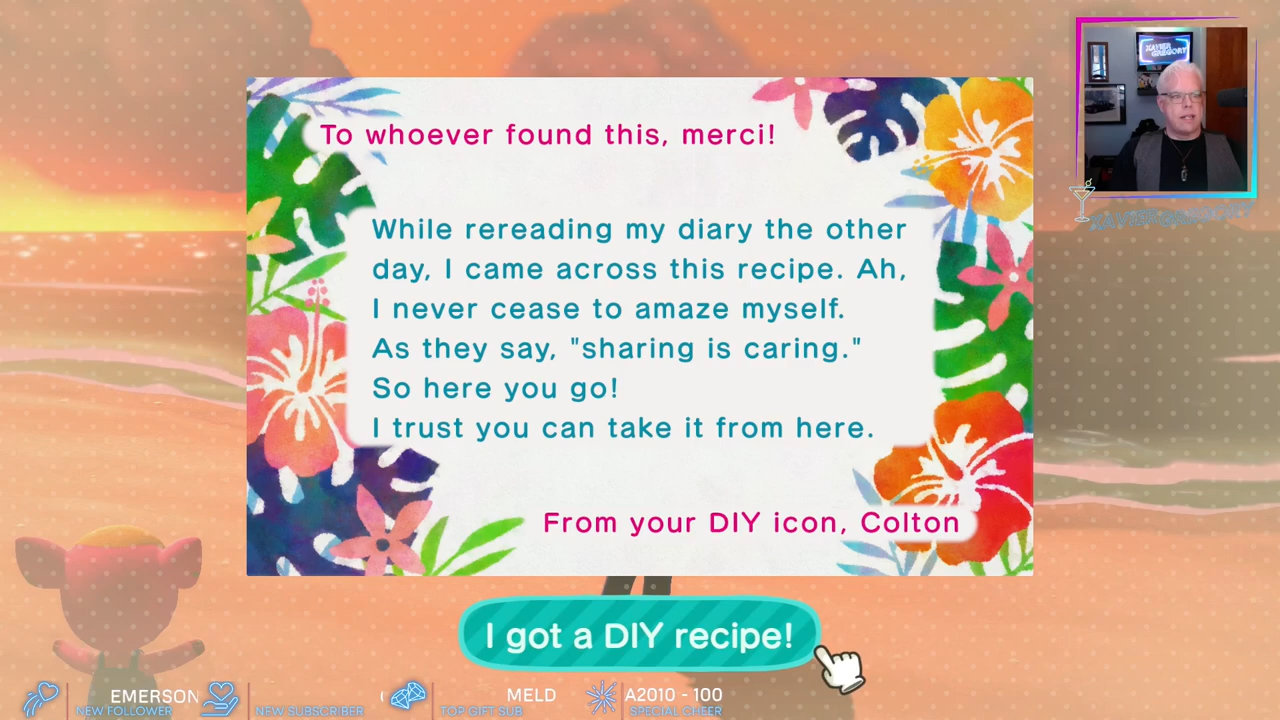 XAVIER
GREGORY
To whoever found this, merci!
While rereading my diary the other
day, I came across this recipe. Ah,
I never cease to amaze myself.
As they say, "sharing is caring."
So here you go!
I trust you can take it from here.
From your DIY icon, Colton
I got a DIY recipe!
EMERSON
NEW FOLLOWER
NEW SUBSCRIBER
MELD
TOP GIFT SUB
A2010 - 100
SPECIAL CHEER